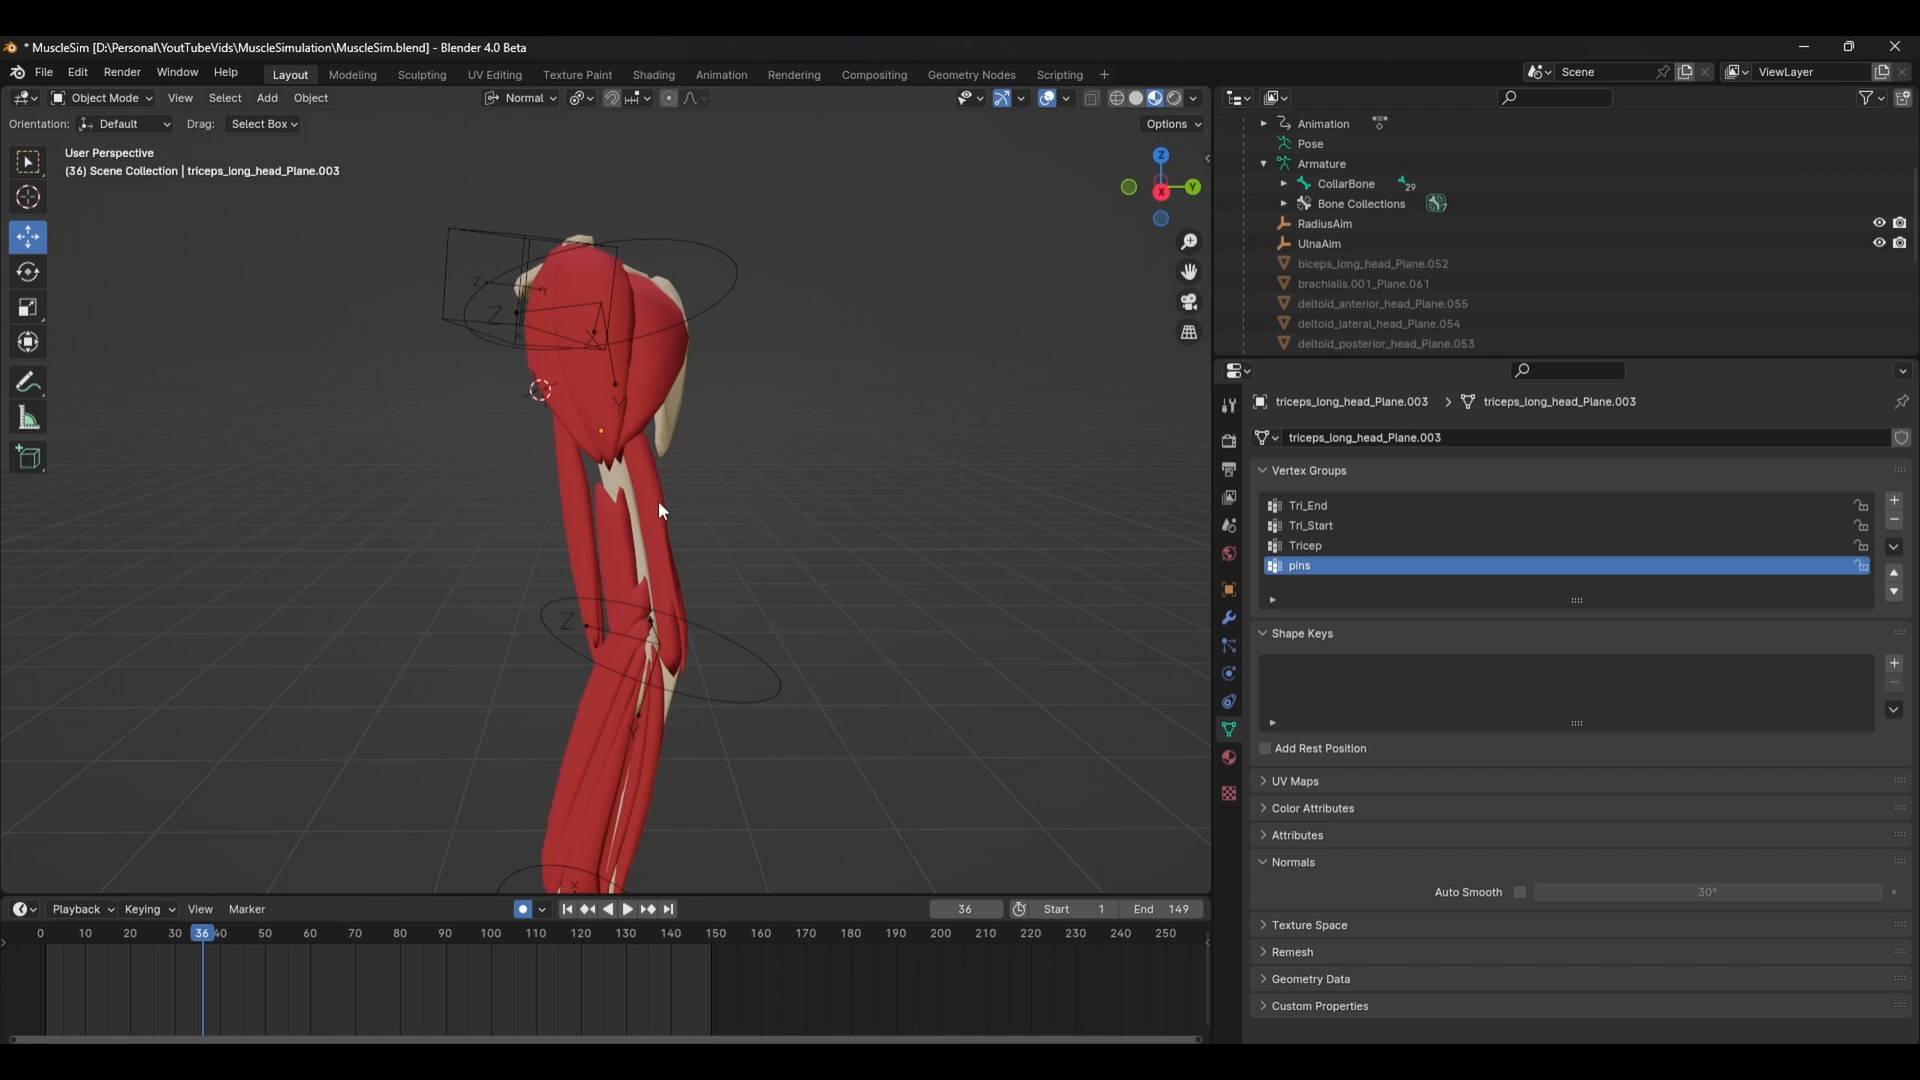 * MuscleSim [D:\Personal\YoutTubeVids\MuscleSimulation\MuscleSim.blend] - Blender 4.0 Beta
File Edit Render Window Help Layout Modeling Sculpting UV Editing Texture Paint Shading Animation Rendering Compositing Geometry Nodes Scripting + Scene ViewLayer
Object Mode View Select Add Object Normal
Orientation: Default Drag: Select Box Options
User Perspective
(36) Scene Collection | triceps_long_head_Plane.003
Z
Y
X
Z
Y
X
Z
X
Y
Z
X
Y
X
Animation
Pose
Armature
CollarBone 29
Bone Collections 7
RadiusAim
UlnaAim
biceps_long_head_Plane.052
brachialis.001_Plane.061
deltoid_anterior_head_Plane.055
deltoid_lateral_head_Plane.054
deltoid_posterior_head_Plane.053
triceps_long_head_Plane.003 > triceps_long_head_Plane.003
triceps_long_head_Plane.003
Vertex Groups
Tri_End
Tri_Start
Tricep
pins
Shape Keys
Add Rest Position
UV Maps
Color Attributes
Attributes
Normals
Auto Smooth 30°
Texture Space
Remesh
Geometry Data
Custom Properties
Playback Keying View Marker 36 Start 1 End 149
0 10 20 30 36 40 50 60 70 80 90 100 110 120 130 140 150 160 170 180 190 200 210 220 230 240 250